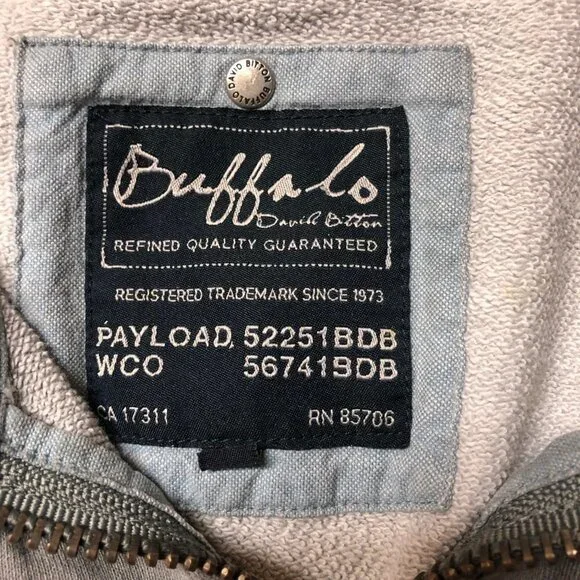 DAVID BITTON BUFFALO
Buffalo
David Bitton
REFINED QUALITY GUARANTEED
REGISTERED TRADEMARK SINCE 1973
PAYLOAD, 52251BDB
WCO 56741BDB
CA 17311 RN 85706